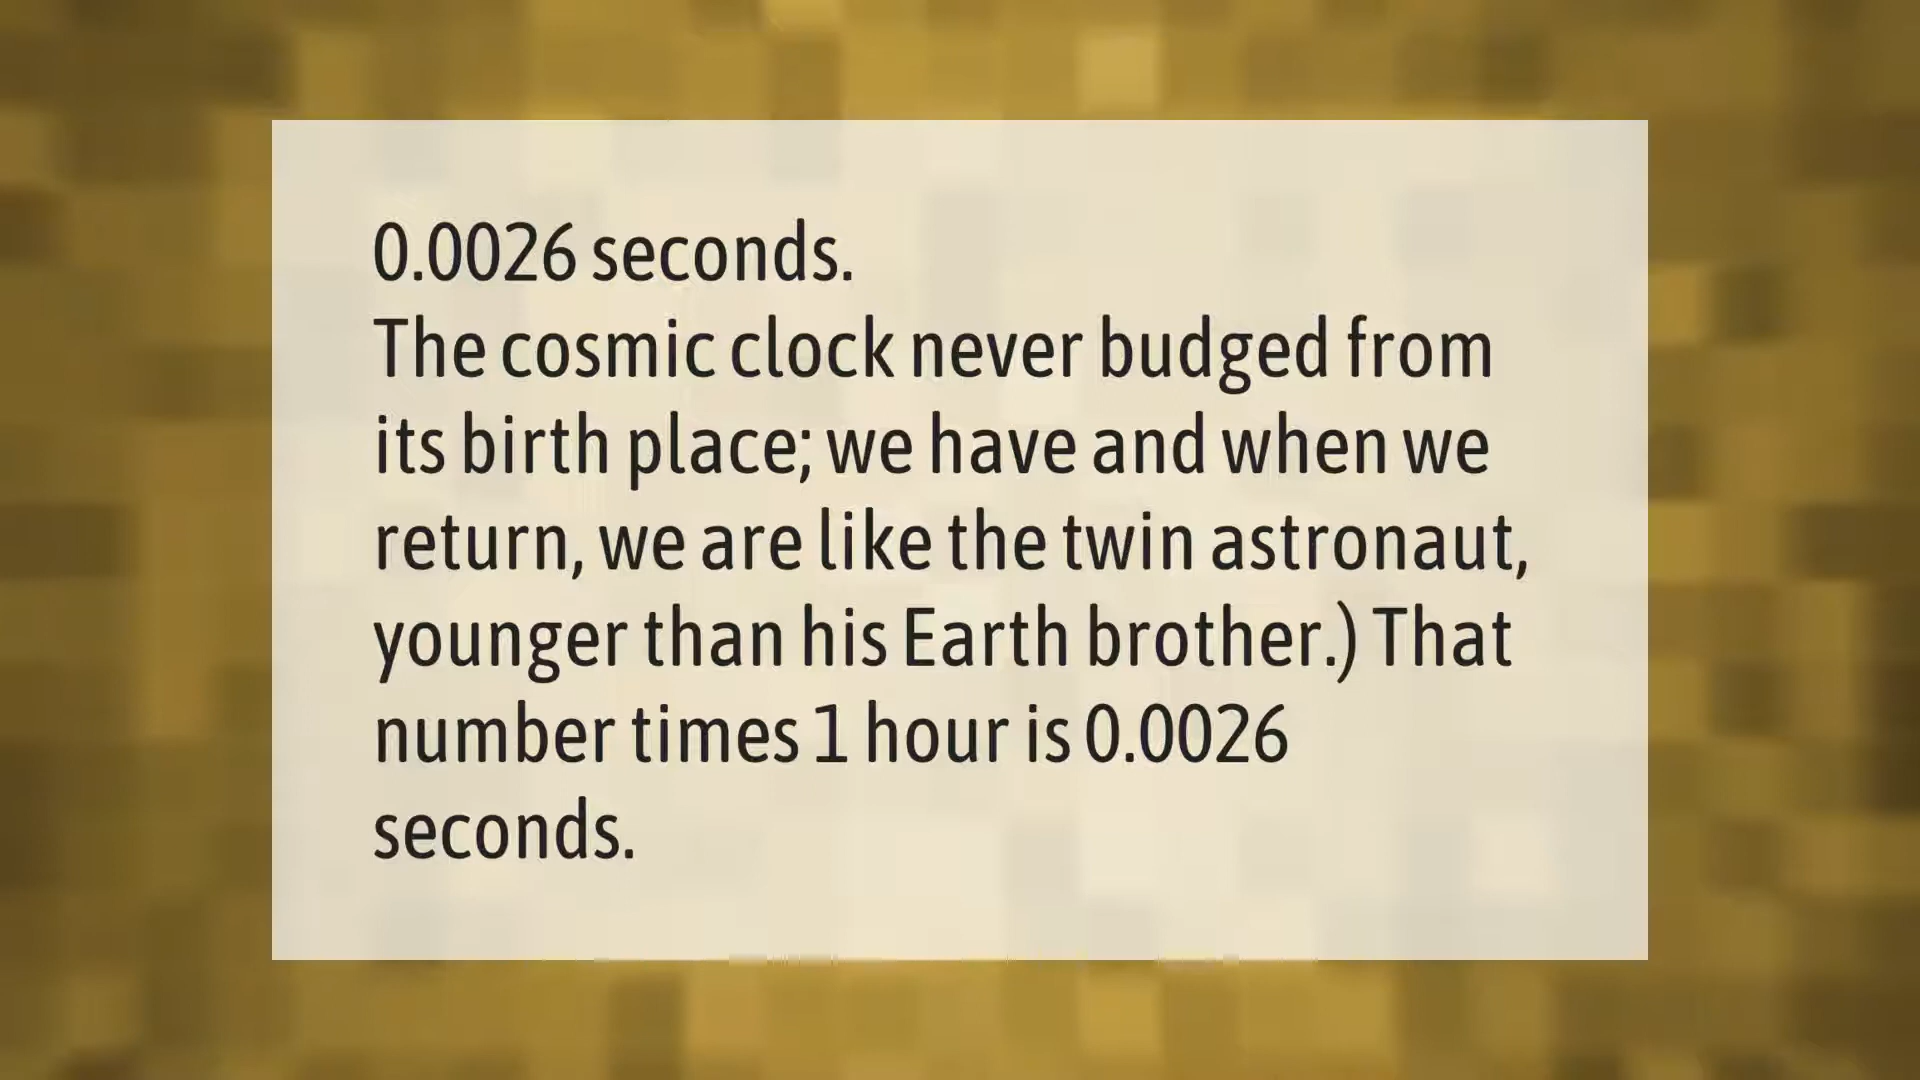 0.0026 seconds.
The cosmic clock never budged from
its birth place; we have and when we
return, we are like the twin astronaut,
younger than his Earth brother.) That
number times 1 hour is 0.0026
seconds.